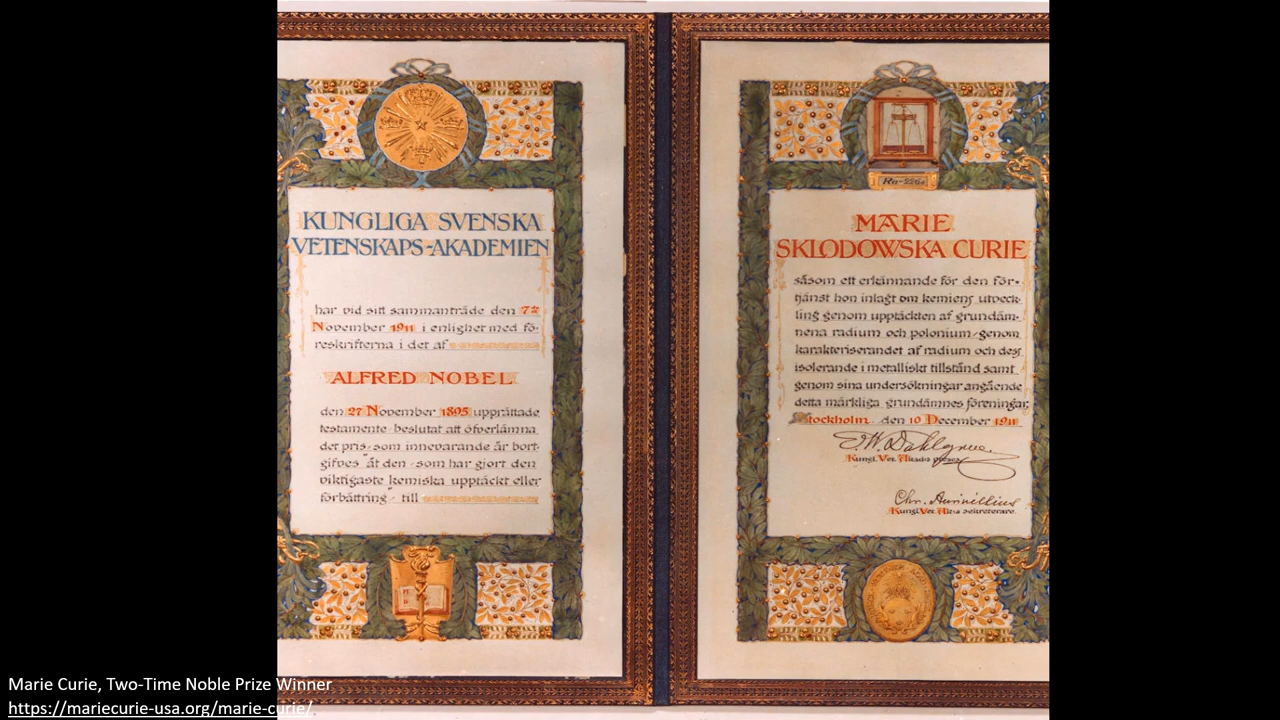 KUNGLIGA SVENSKA
VETENSKAPS-AKADEMIEN
har vid sitt sammanträde den 7de
November 1911 i enlighet med fö-
reskrifterna i det af
ALFRED NOBEL
den 27 November 1895 upprättade
testamente beslutat att öfverlämna
det pris som innevarande år bort-
gifves åt den som har gjort den
viktigaste kemiska upptäckt eller
förbättring till
Ra=226.
MARIE
SKLODOWSKA CURIE
såsom ett erkännande för den för-
tjänst hon inlagt om kemiens utveck-
ling genom upptäckten af grundäm-
nena radium och polonium genom
karakteriserandet af radium och dess
isolerande i metalliskt tillstånd samt
genom sina undersökningar angående
detta märkliga grundämnes föreningar.
Stockholm den 10 December 1911
E.W. Dahlgren.
Kungl. Vet. Akads preses
Chr. Aurivillius
Kungl. Vet. Ak:s sekreterare.
Marie Curie, Two-Time Noble Prize Winner
https://mariecurie-usa.org/marie-curie/